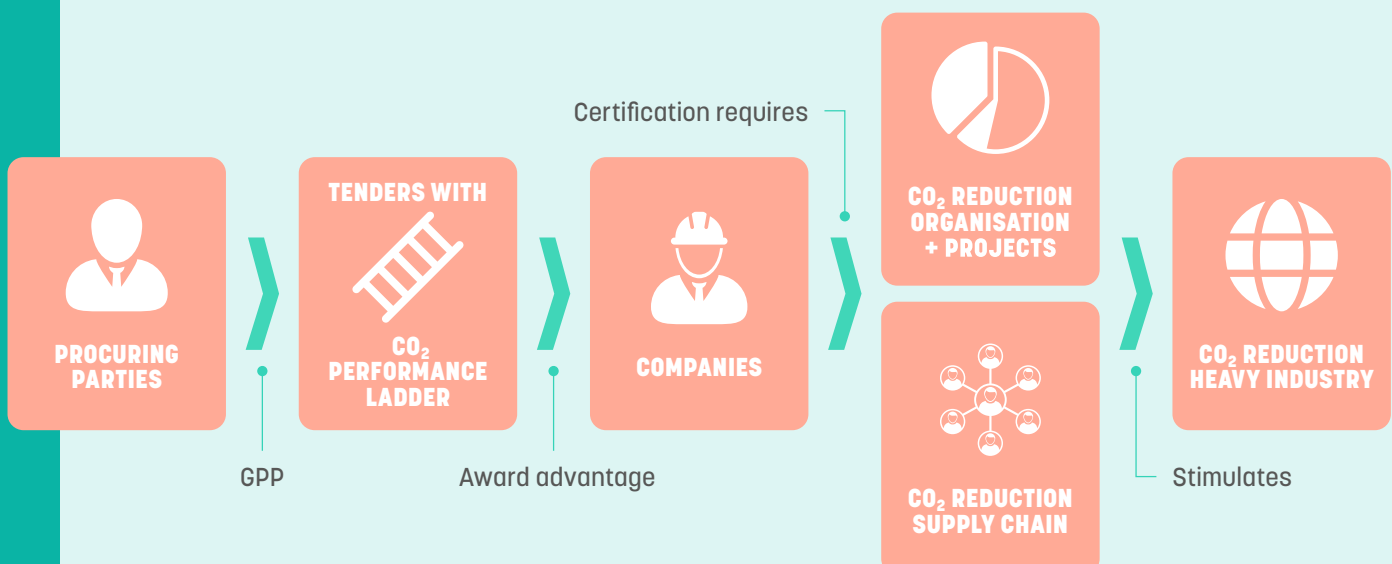 PROCURING
PARTIES
GPP
TENDERS WITH
CO₂
PERFORMANCE
LADDER
Award advantage
COMPANIES
Certification requires
CO₂ REDUCTION
ORGANISATION
+ PROJECTS
CO₂ REDUCTION
SUPPLY CHAIN
Stimulates
CO₂ REDUCTION
HEAVY INDUSTRY